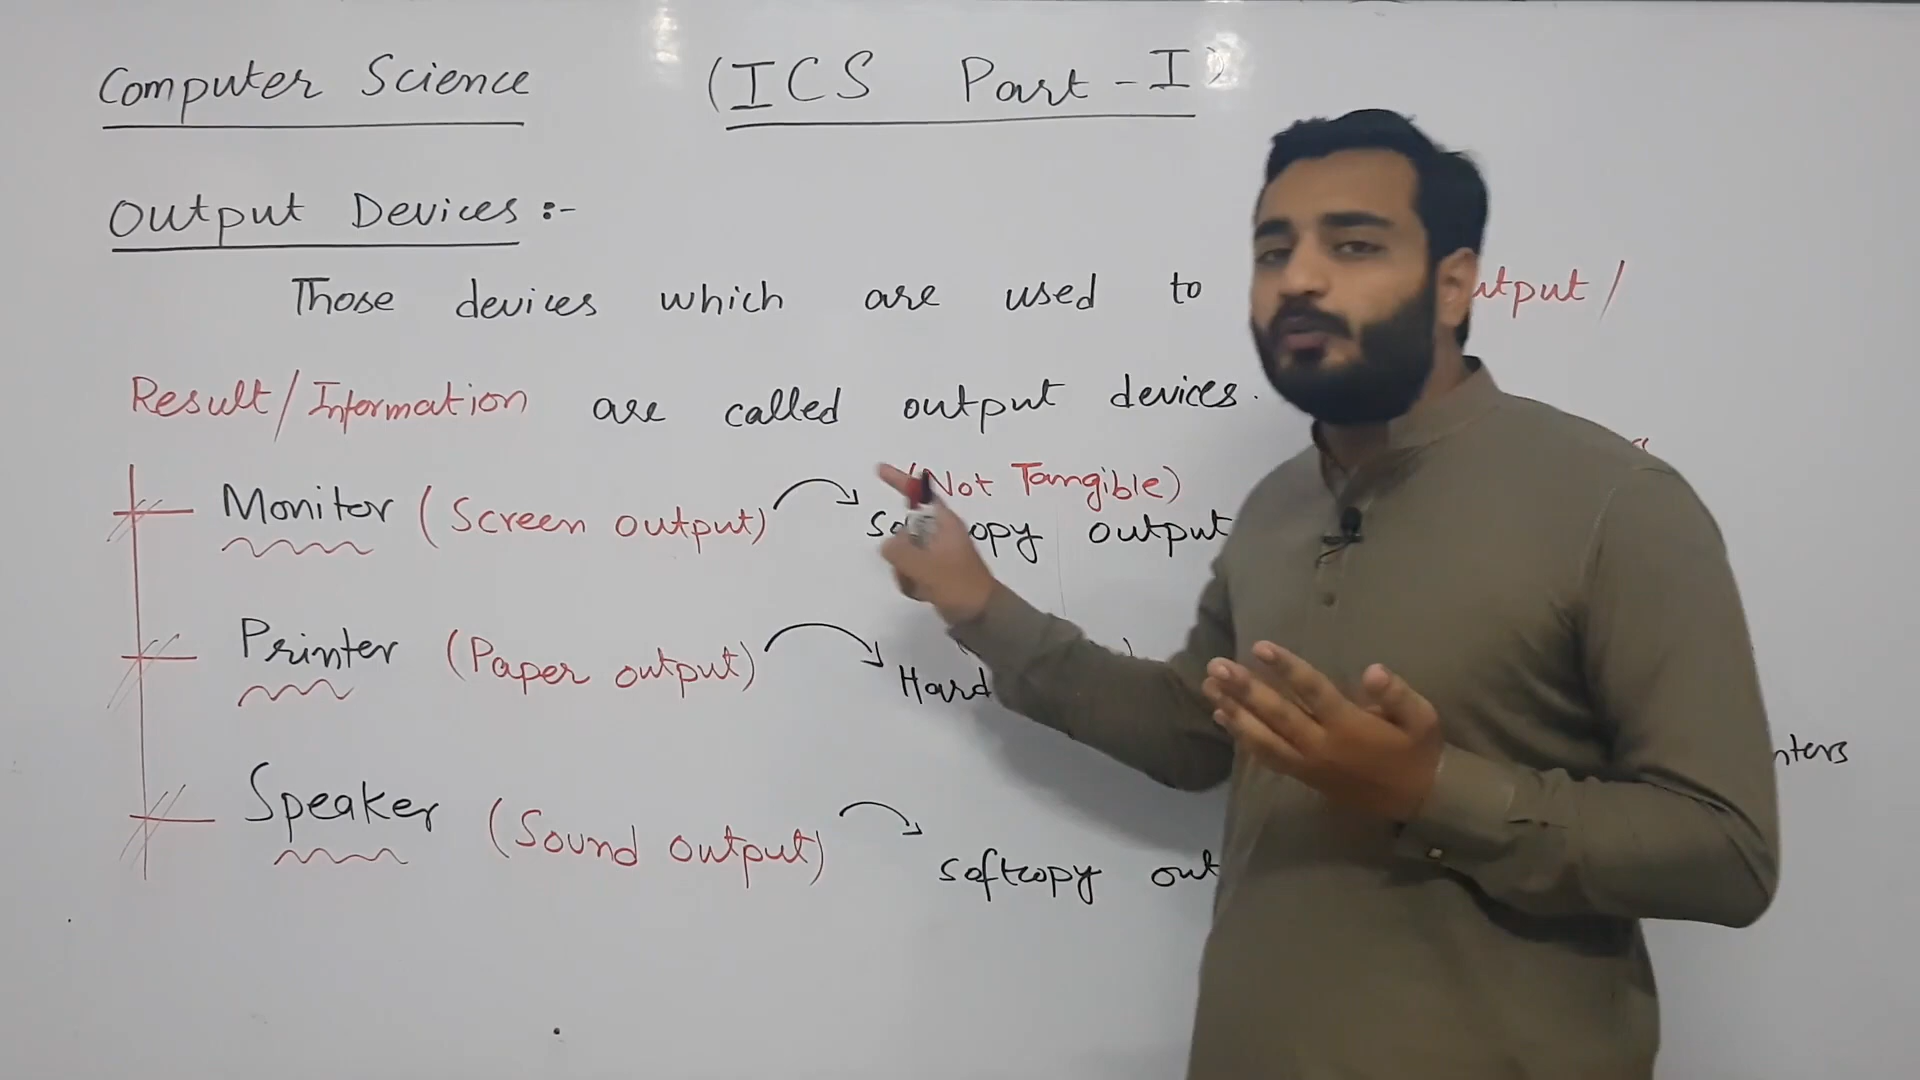 Computer Science (ICS Part-I)
Output Devices :-
Those devices which are used to
Result/Information are called output devices.
(Not Tangible)
Monitor (Screen output) output
Printer (Paper output) Hard
Speaker (Sound output) softcopy